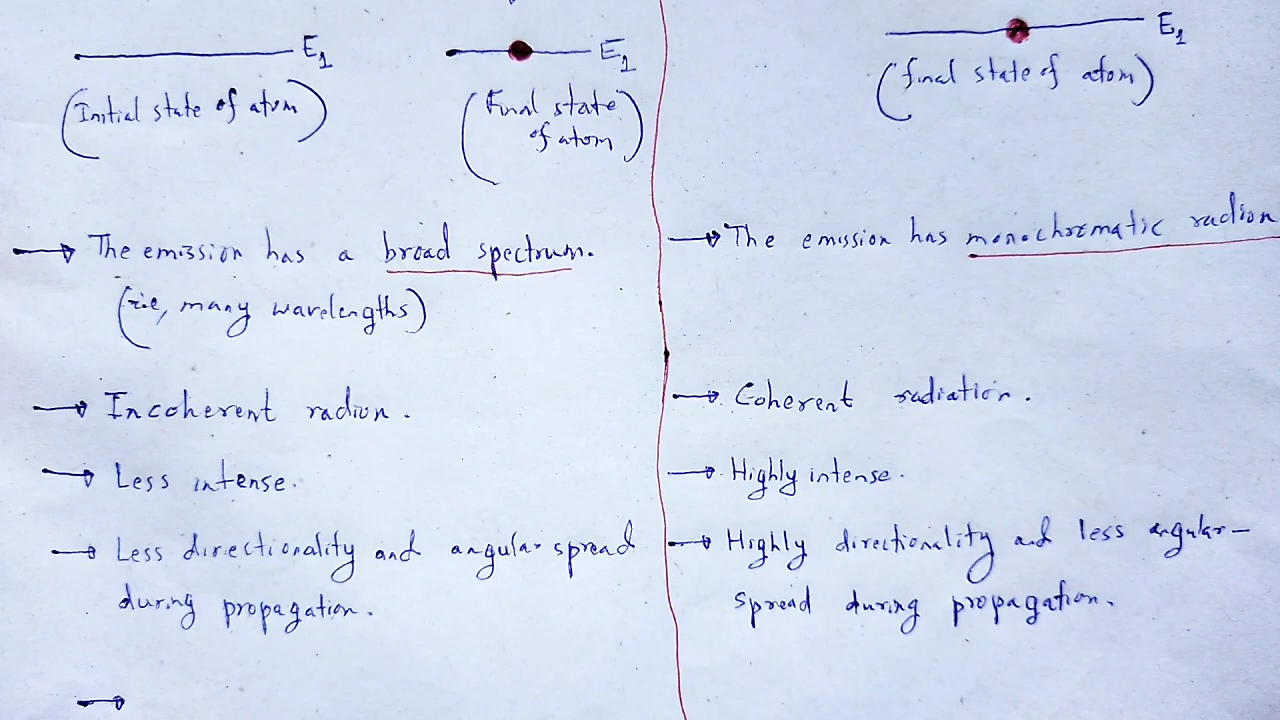 E1
(Initial state of atom)
E1
(Final state
of atom)
→ The emission has a broad spectrum.
(i.e, many wavelengths)
→ Incoherent radion.
→ Less intense.
→ Less directionality and angular spread
during propagation.
→
E1
(final state of atom)
→ The emission has monochromatic radion
→ Coherent radiation.
→ Highly intense.
→ Highly directionality and less angular-
spread during propagation.